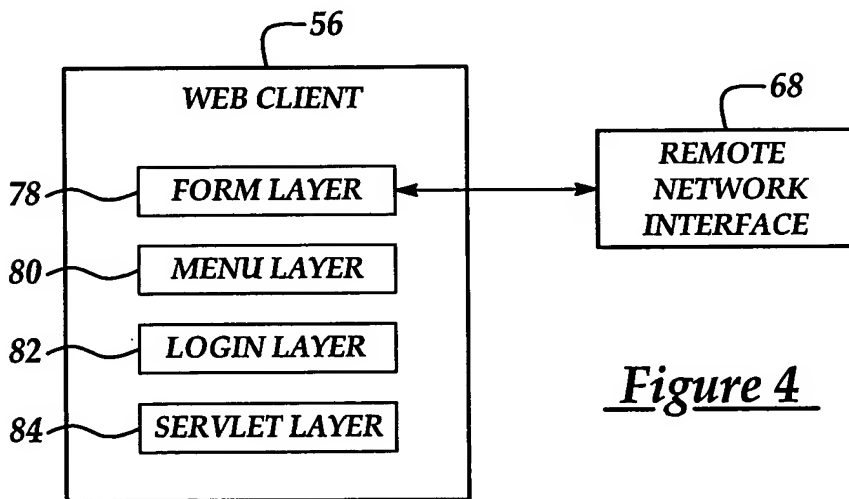 56
WEB CLIENT
68
REMOTE
NETWORK
INTERFACE
78
FORM LAYER
80
MENU LAYER
82
LOGIN LAYER
84
SERVLET LAYER
Figure 4